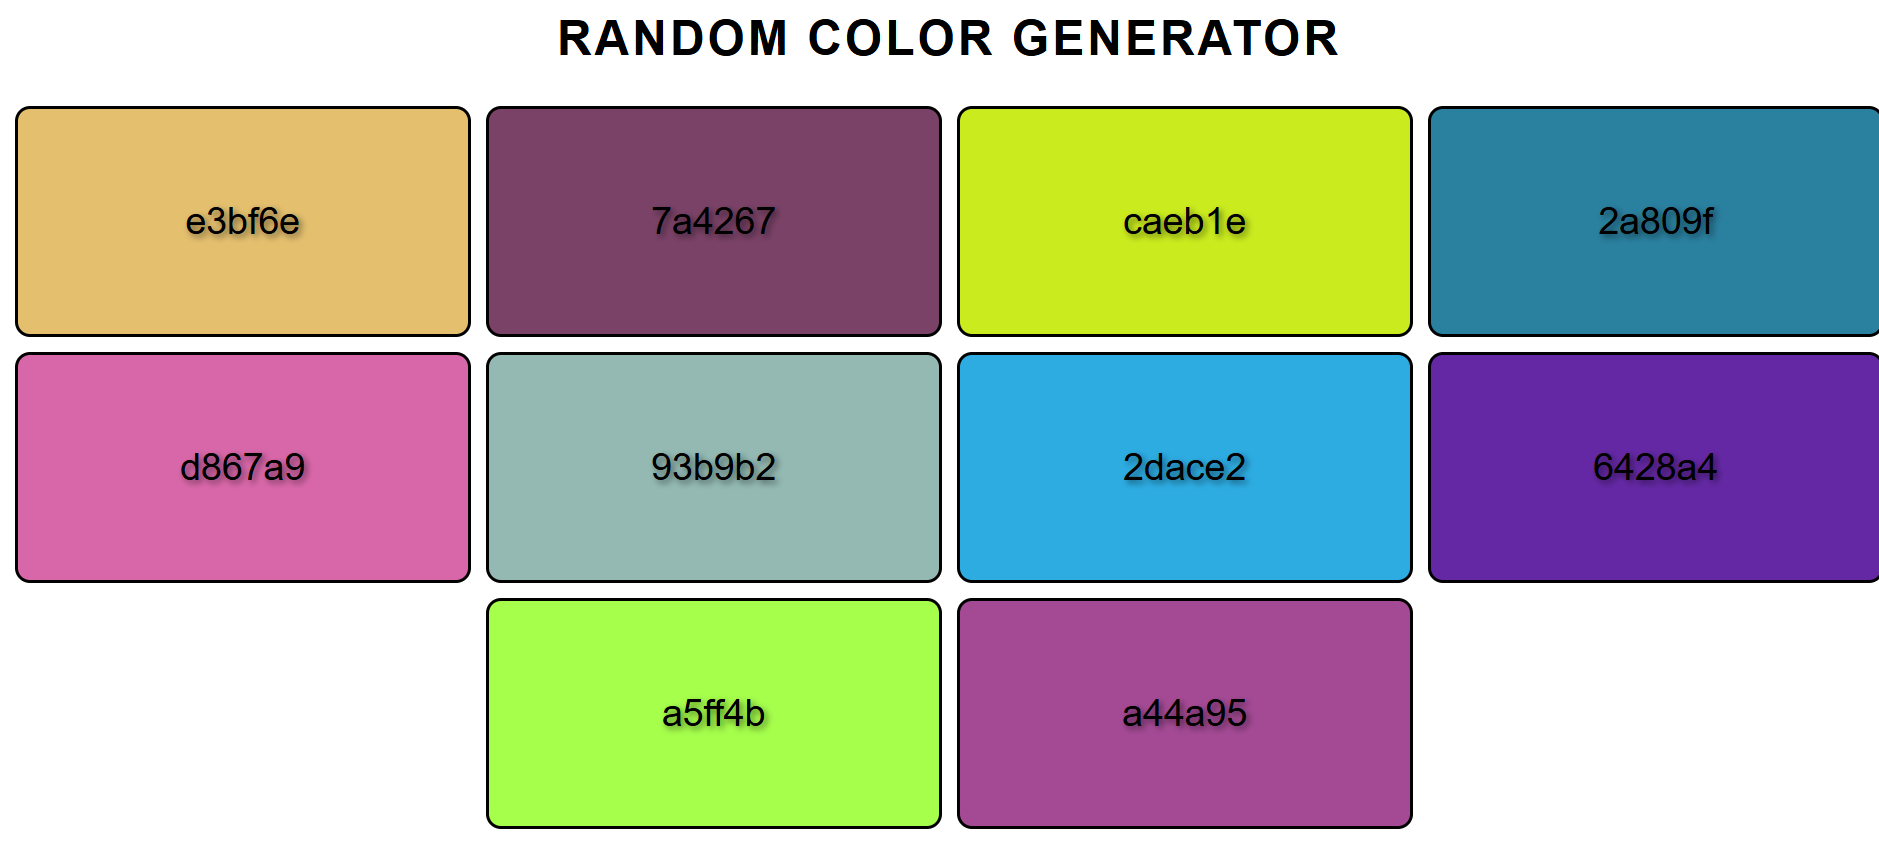 RANDOM COLOR GENERATOR
e3bf6e
7a4267
caeb1e
2a809f
d867a9
93b9b2
2dace2
6428a4
a5ff4b
a44a95